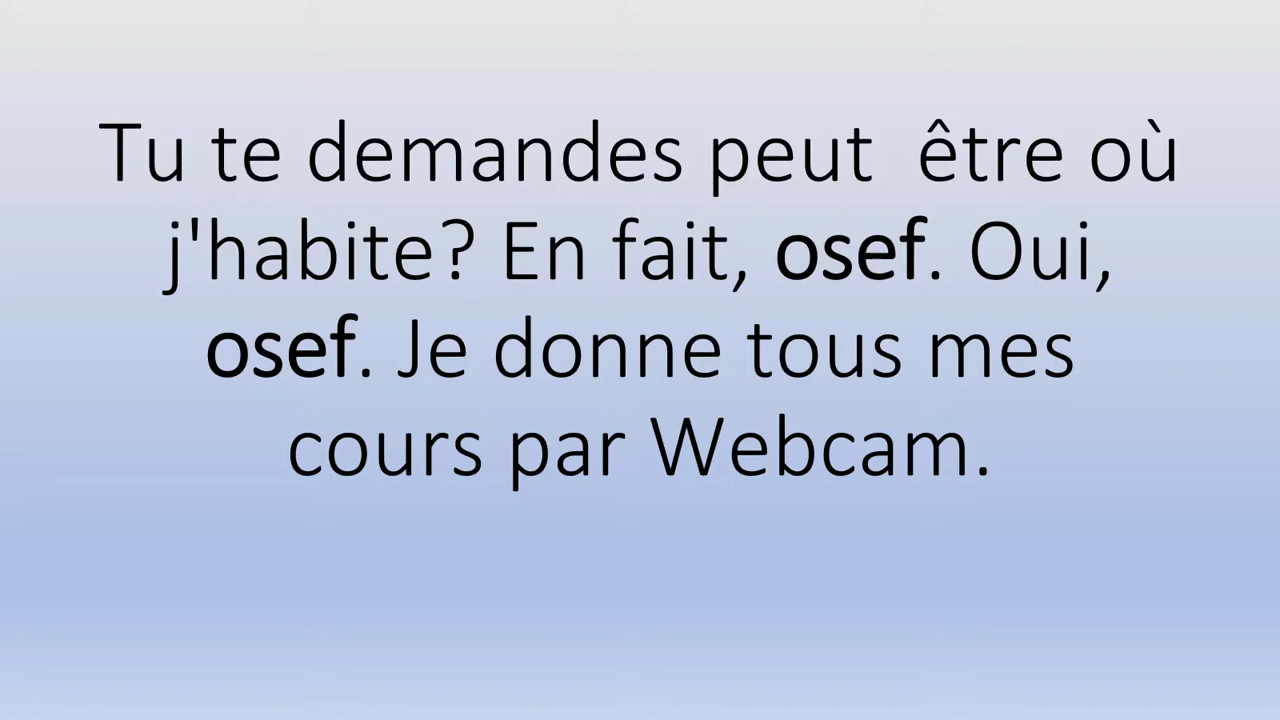 Tu te demandes peut  être où
j'habite? En fait, osef. Oui,
osef. Je donne tous mes
cours par Webcam.